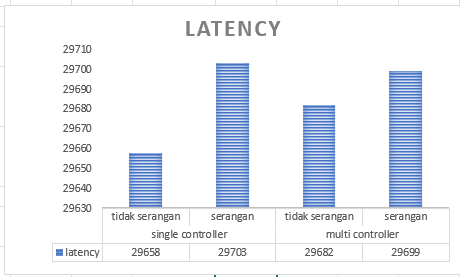 LATENCY
29710
29700
29690
29680
29670
29660
29650
29640
29630
tidak serangan serangan tidak serangan serangan
single controller multi controller
latency 29658 29703 29682 29699